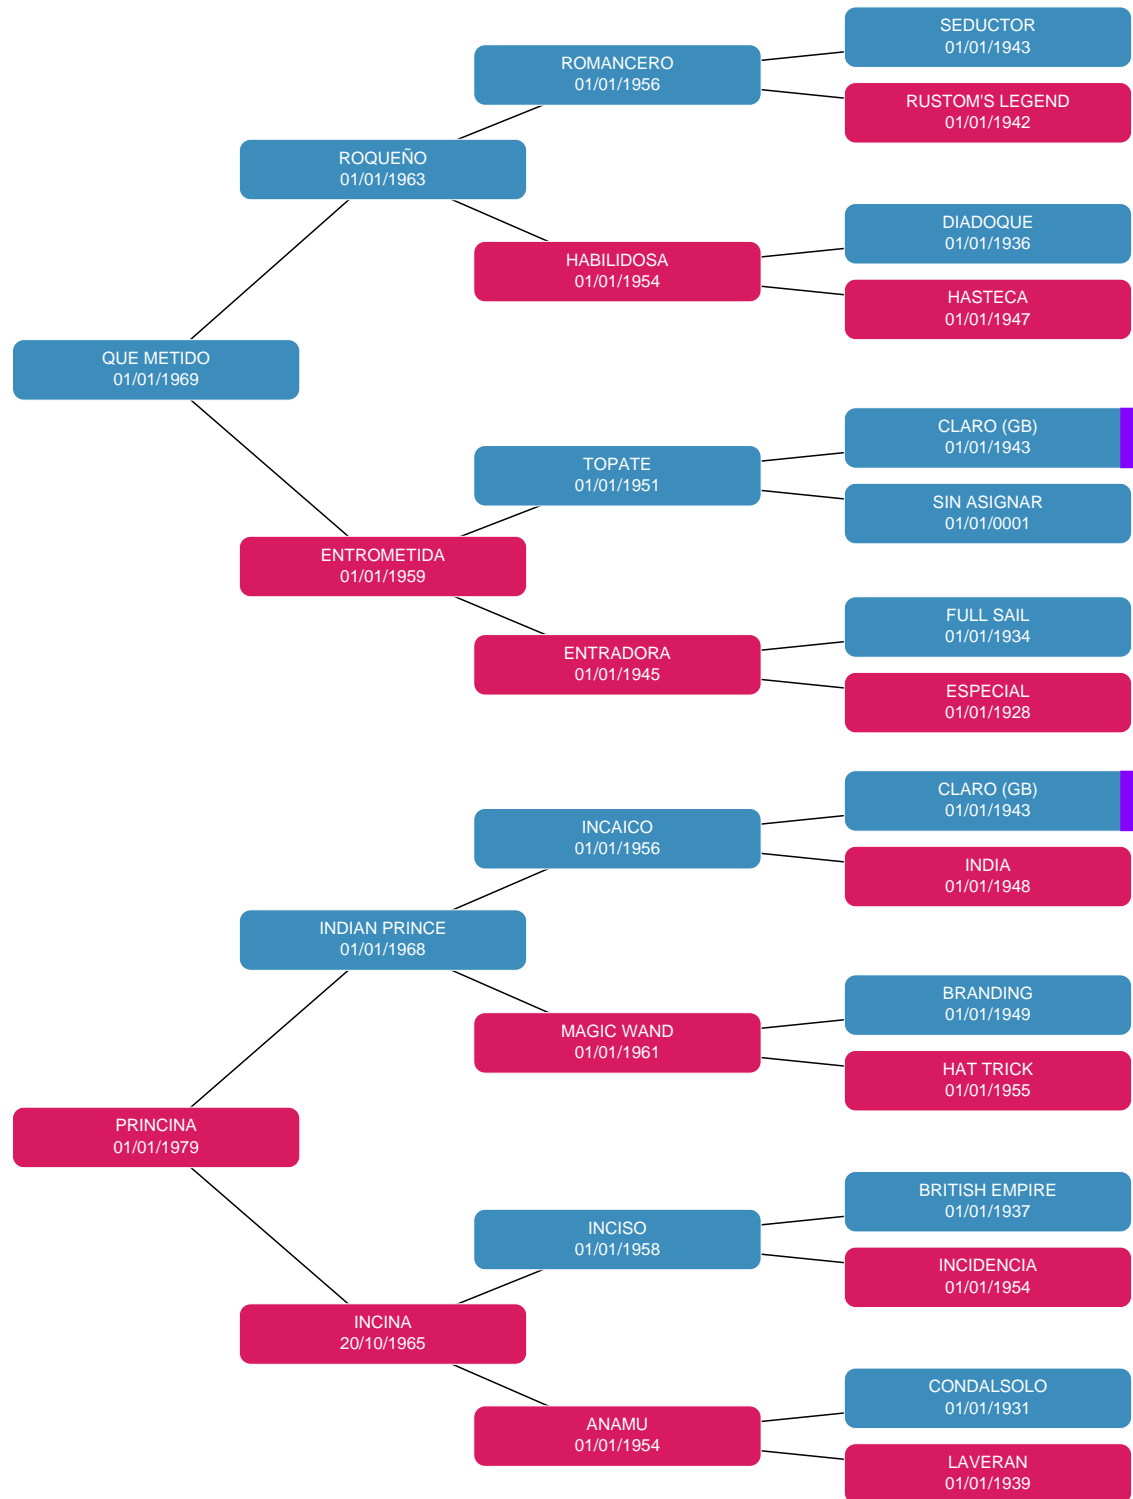 SEDUCTOR
01/01/1943
ROMANCERO
01/01/1956
RUSTOM'S LEGEND
01/01/1942
ROQUEÑO
01/01/1963
DIADOQUE
01/01/1936
HABILIDOSA
01/01/1954
HASTECA
01/01/1947
QUE METIDO
01/01/1969
CLARO (GB)
01/01/1943
TOPATE
01/01/1951
SIN ASIGNAR
01/01/0001
ENTROMETIDA
01/01/1959
FULL SAIL
01/01/1934
ENTRADORA
01/01/1945
ESPECIAL
01/01/1928
CLARO (GB)
01/01/1943
INCAICO
01/01/1956
INDIA
01/01/1948
INDIAN PRINCE
01/01/1968
BRANDING
01/01/1949
MAGIC WAND
01/01/1961
HAT TRICK
01/01/1955
PRINCINA
01/01/1979
BRITISH EMPIRE
01/01/1937
INCISO
01/01/1958
INCIDENCIA
01/01/1954
INCINA
20/10/1965
CONDALSOLO
01/01/1931
ANAMU
01/01/1954
LAVERAN
01/01/1939